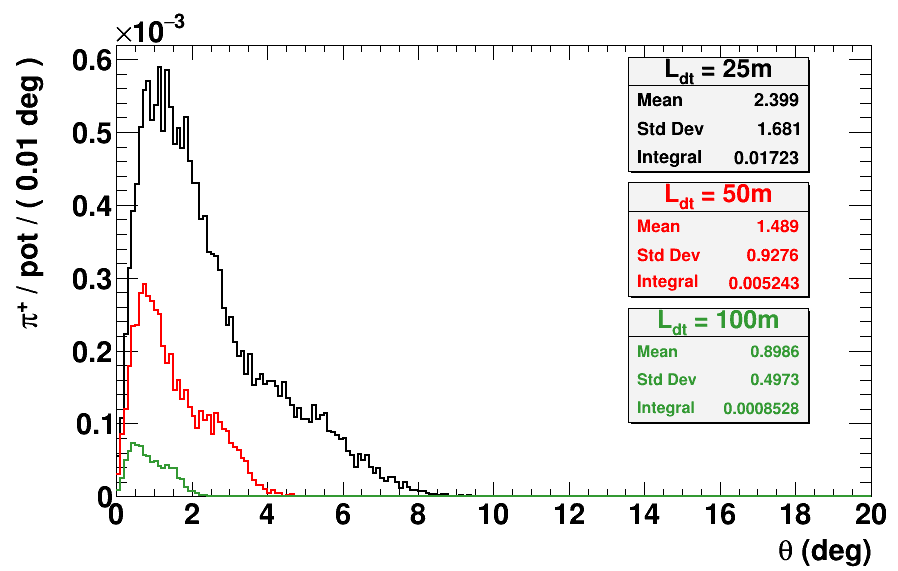 ×10⁻³
π⁺ / pot / ( 0.01 deg )
0.6
0.5
0.4
0.3
0.2
0.1
0
0 2 4 6 8 10 12 14 16 18 20
θ (deg)
L_dt = 25m
Mean 2.399
Std Dev 1.681
Integral 0.01723
L_dt = 50m
Mean 1.489
Std Dev 0.9276
Integral 0.005243
L_dt = 100m
Mean 0.8986
Std Dev 0.4973
Integral 0.0008528